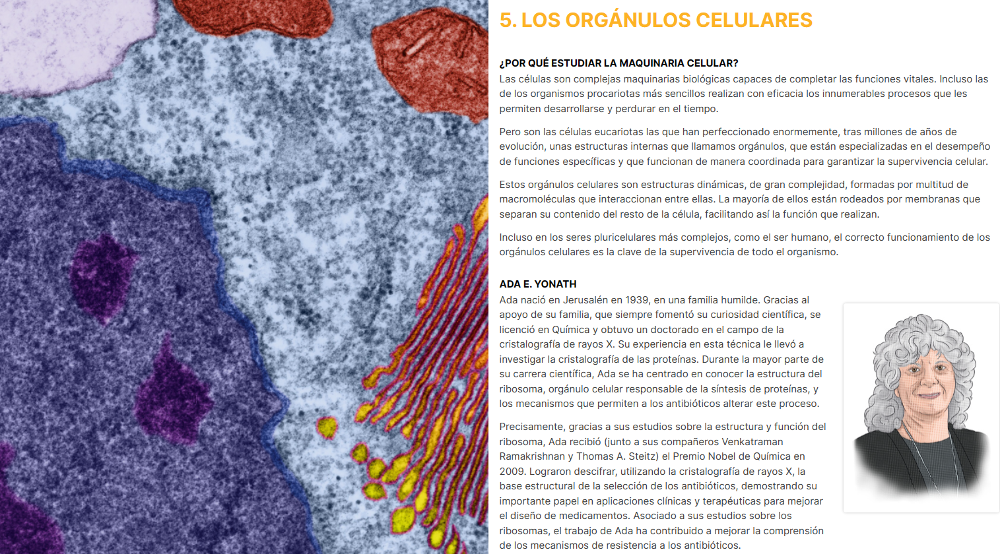 5. LOS ORGÁNULOS CELULARES
¿POR QUÉ ESTUDIAR LA MAQUINARIA CELULAR?
Las células son complejas maquinarias biológicas capaces de completar las funciones vitales. Incluso las
de los organismos procariotas más sencillos realizan con eficacia los innumerables procesos que les
permiten desarrollarse y perdurar en el tiempo.
Pero son las células eucariotas las que han perfeccionado enormemente, tras millones de años de
evolución, unas estructuras internas que llamamos orgánulos, que están especializadas en el desempeño
de funciones específicas y que funcionan de manera coordinada para garantizar la supervivencia celular.
Estos orgánulos celulares son estructuras dinámicas, de gran complejidad, formadas por multitud de
macromoléculas que interaccionan entre ellas. La mayoría de ellos están rodeados por membranas que
separan su contenido del resto de la célula, facilitando así la función que realizan.
Incluso en los seres pluricelulares más complejos, como el ser humano, el correcto funcionamiento de los
orgánulos celulares es la clave de la supervivencia de todo el organismo.
ADA E. YONATH
Ada nació en Jerusalén en 1939, en una familia humilde. Gracias al
apoyo de su familia, que siempre fomentó su curiosidad científica, se
licenció en Química y obtuvo un doctorado en el campo de la
cristalografía de rayos X. Su experiencia en esta técnica le llevó a
investigar la cristalografía de las proteínas. Durante la mayor parte de
su carrera científica, Ada se ha centrado en conocer la estructura del
ribosoma, orgánulo celular responsable de la síntesis de proteínas, y
los mecanismos que permiten a los antibióticos alterar este proceso.
Precisamente, gracias a sus estudios sobre la estructura y función del
ribosoma, Ada recibió (junto a sus compañeros Venkatraman
Ramakrishnan y Thomas A. Steitz) el Premio Nobel de Química en
2009. Lograron descifrar, utilizando la cristalografía de rayos X, la
base estructural de la selección de los antibióticos, demostrando su
importante papel en aplicaciones clínicas y terapéuticas para mejorar
el diseño de medicamentos. Asociado a sus estudios sobre los
ribosomas, el trabajo de Ada ha contribuido a mejorar la comprensión
de los mecanismos de resistencia a los antibióticos.